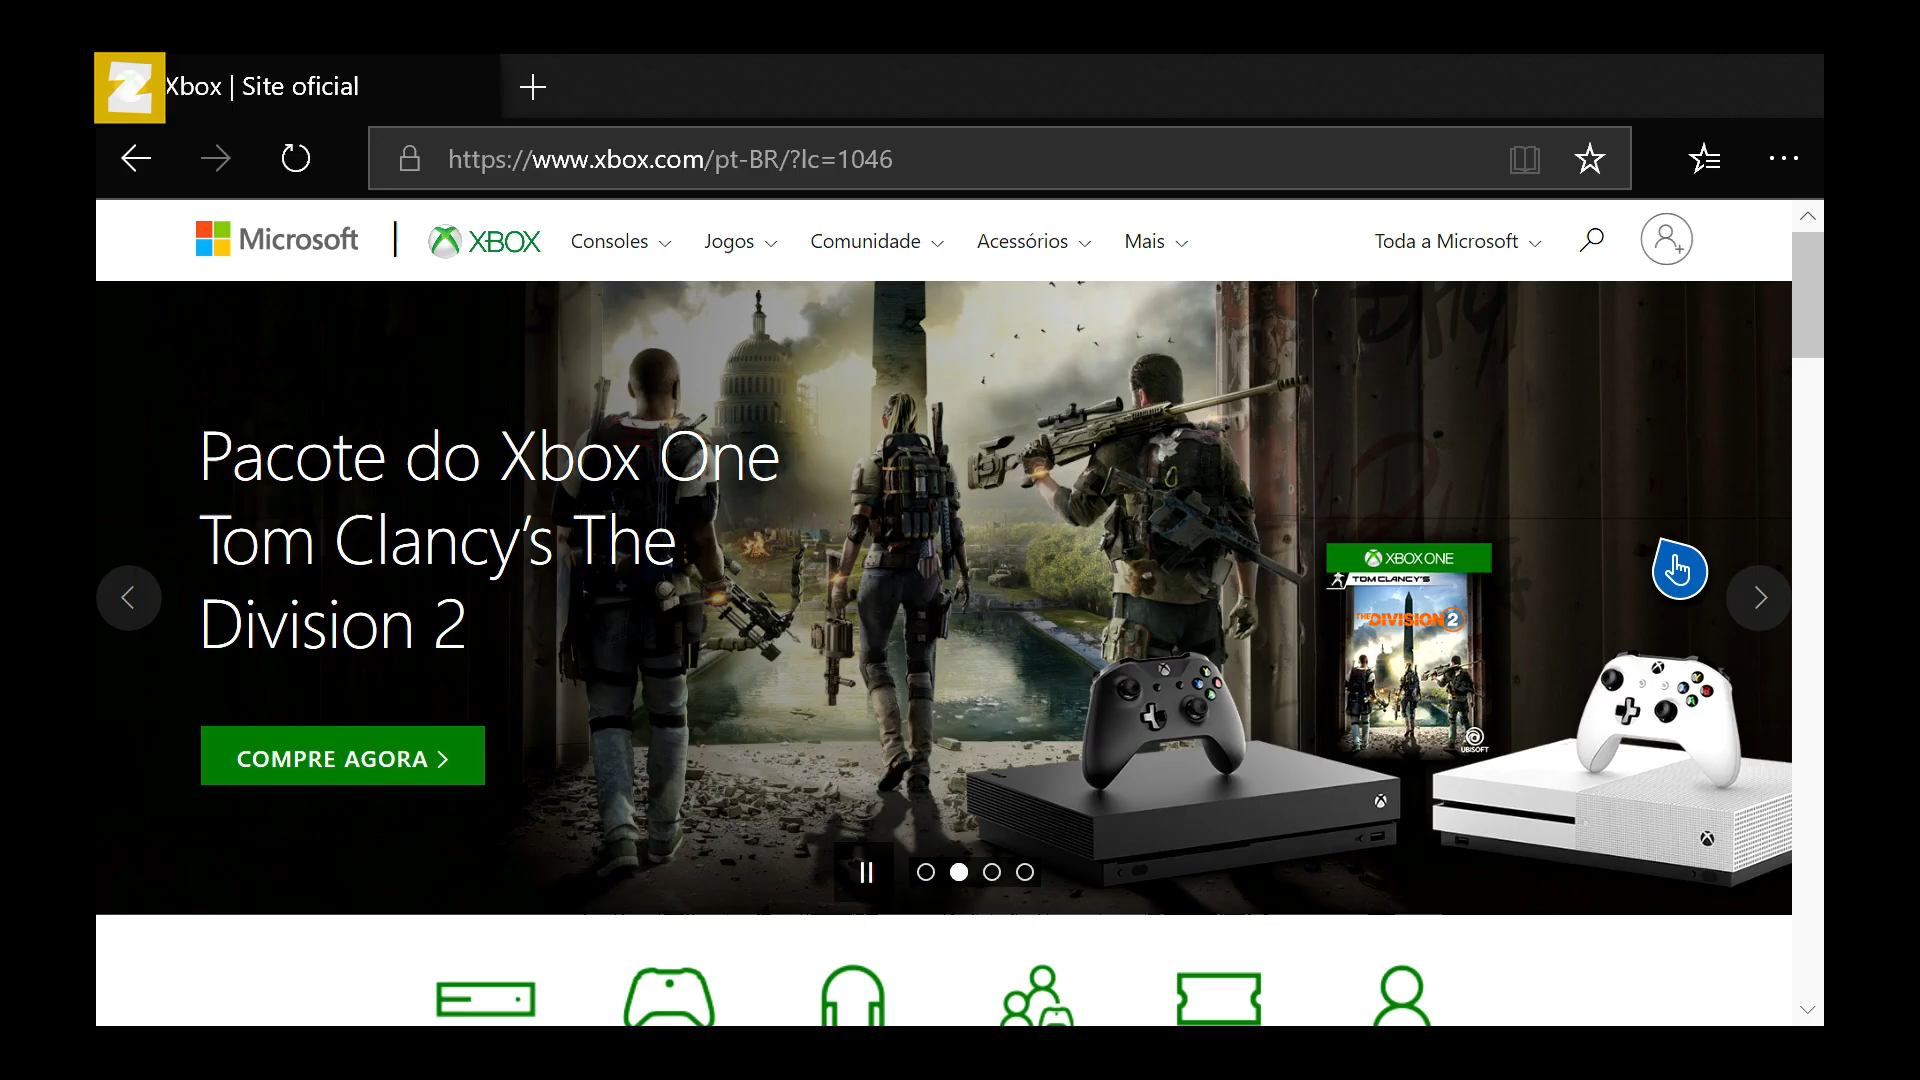 Z
Xbox | Site oficial
https://www.xbox.com/pt-BR/?lc=1046
Microsoft
XBOX
Consoles
Jogos
Comunidade
Acessórios
Mais
Toda a Microsoft
Pacote do Xbox One
Tom Clancy’s The
Division 2
COMPRE AGORA
XBOX ONE
TOM CLANCY'S
THE DIVISION 2
UBISOFT